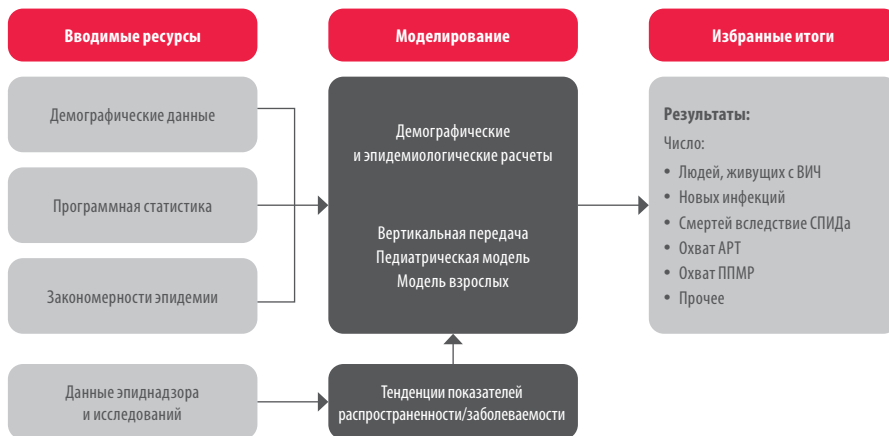 Вводимые ресурсы
Моделирование
Избранные итоги
Демографические данные
Программная статистика
Закономерности эпидемии
Данные эпиднадзора
и исследований
Демографические
и эпидемиологические расчеты
Вертикальная передача
Педиатрическая модель
Модель взрослых
Тенденции показателей
распространенности/заболеваемости
Результаты:
Число:
• Людей, живущих с ВИЧ
• Новых инфекций
• Смертей вследствие СПИДа
• Охват АРТ
• Охват ППМР
• Прочее